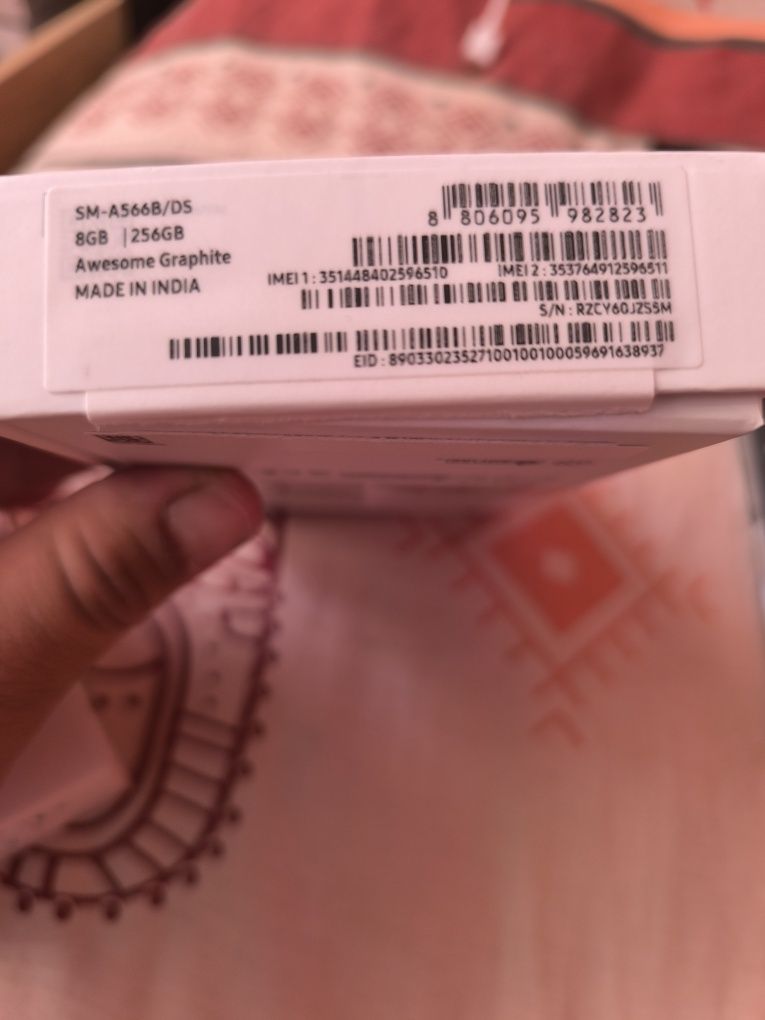 SM-A566B/DS
8GB | 256GB
Awesome Graphite
MADE IN INDIA
8 806095 982823
IMEI 1 : 351448402596510
IMEI 2 : 353764912596511
S/N : RZCY60JZS5M
EID : 89033023527100100100059691638937